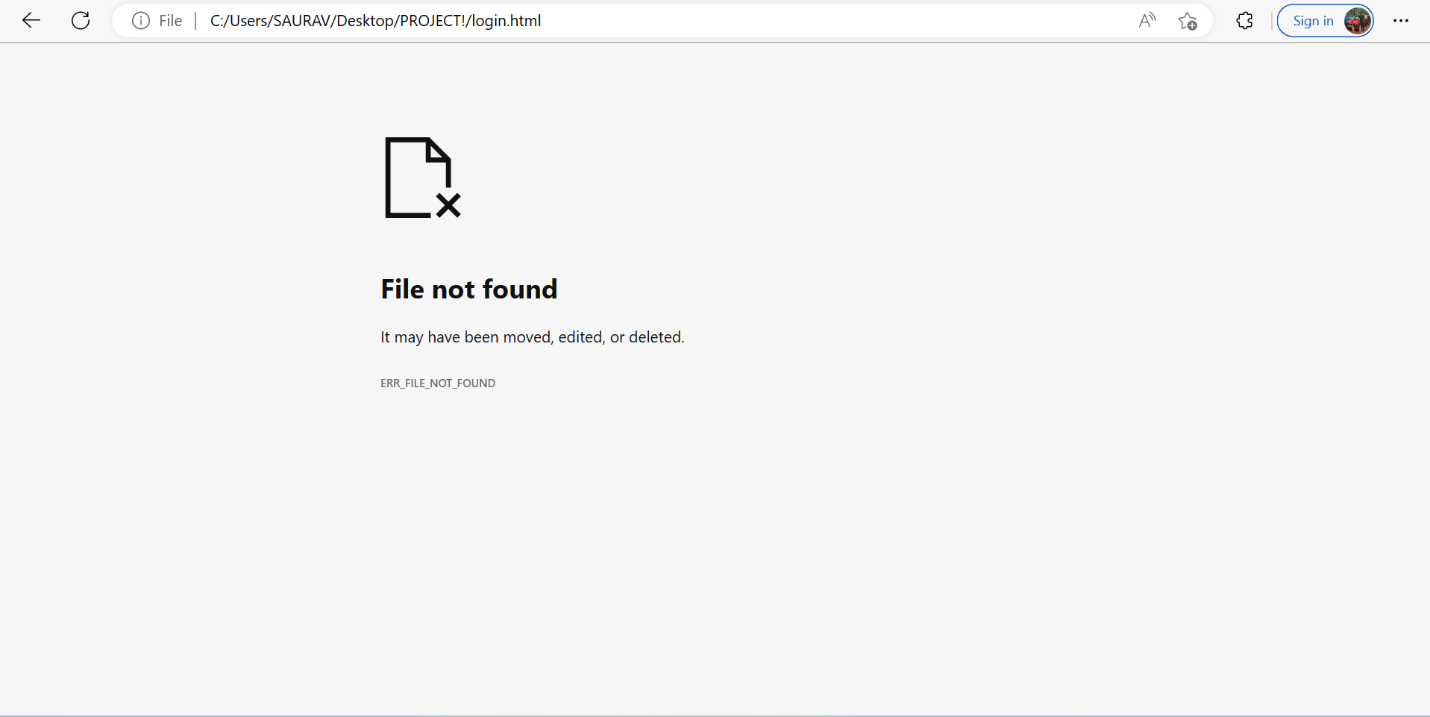 File C:/Users/SAURAV/Desktop/PROJECT!/login.html Sign in
File not found
It may have been moved, edited, or deleted.
ERR_FILE_NOT_FOUND